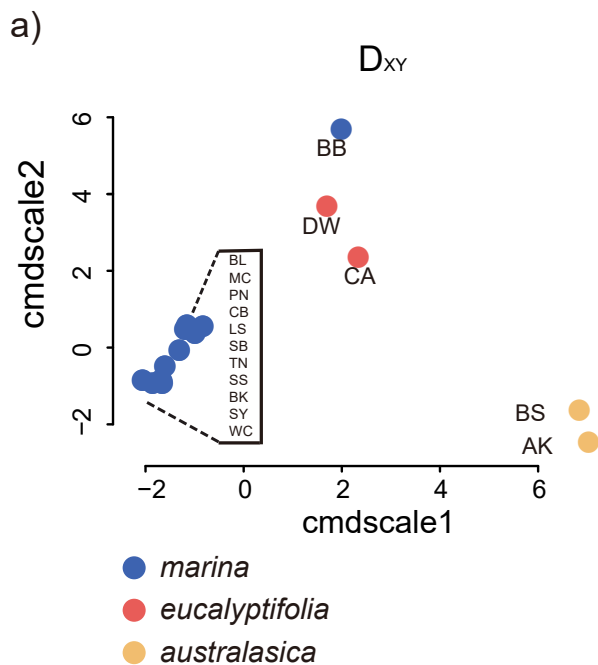 a)
DXY
6
4
2
0
−2
cmdscale2
BB
DW
CA
BL
MC
PN
CB
LS
SB
TN
SS
BK
SY
WC
BS
AK
−2 0 2 4 6
cmdscale1
marina
eucalyptifolia
australasica